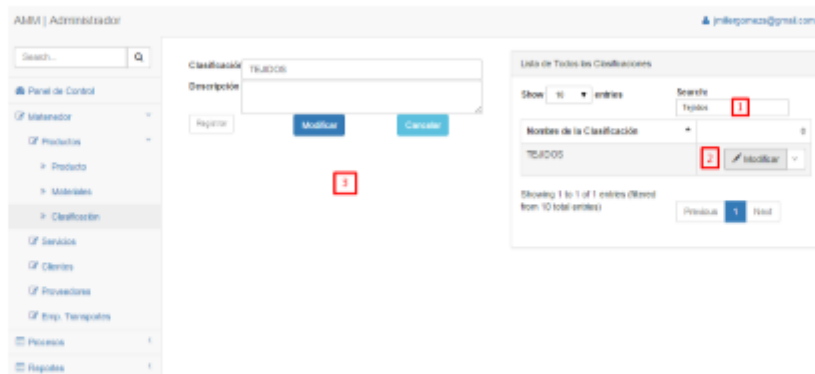 AMM | Administrador
jmllergomezs@gmail.com
Search...
Panel de Control
Matenedor
Productos
Producto
Materiales
Clasificación
Servicios
Clientes
Proveedores
Emp. Transportes
Procesos
Reportes
Clasificación TEJIDOS
Descripción
Registrar Modificar Cancelar
3
Lista de Todos las Clasificaciones
Show 10 entries
Search:
Tejidos 1
Nombre de la Clasificación
TEJIDOS 2 Modificar
Showing 1 to 1 of 1 entries (filtered
from 10 total entries)
Previous 1 Next